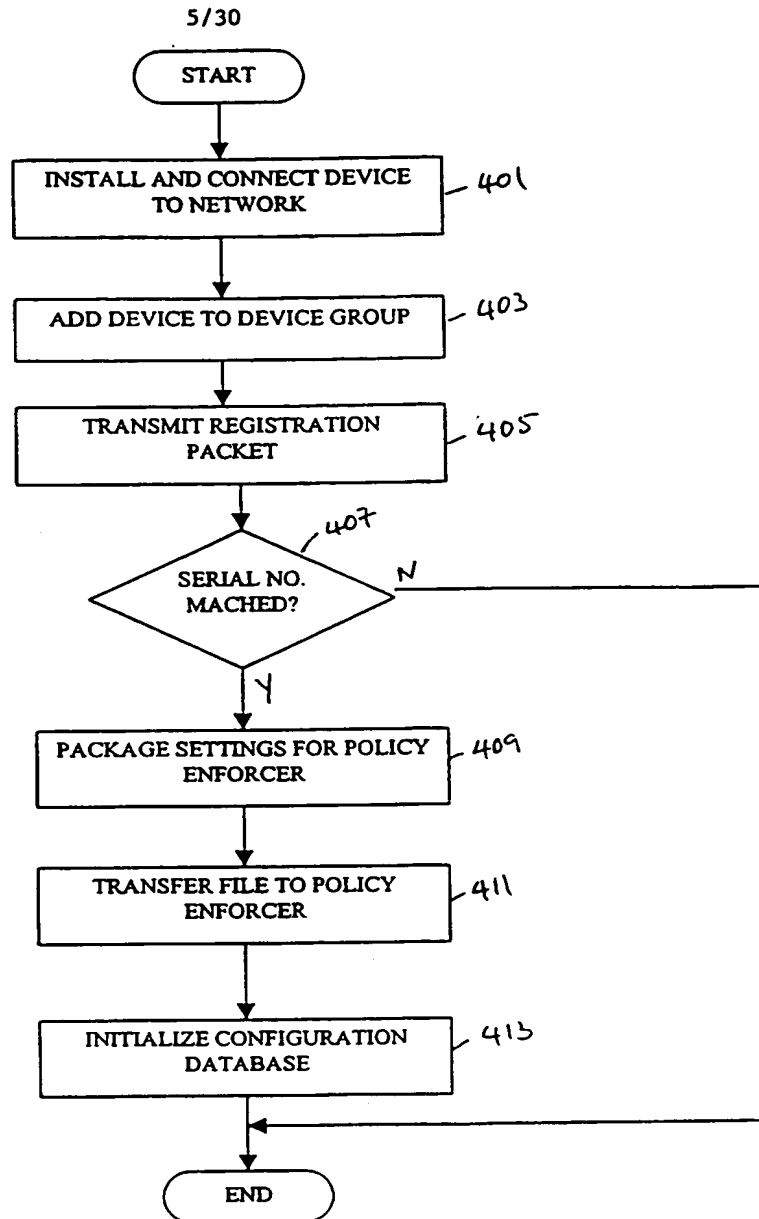 5/30
START
INSTALL AND CONNECT DEVICE
TO NETWORK
401
ADD DEVICE TO DEVICE GROUP
403
TRANSMIT REGISTRATION
PACKET
405
407
SERIAL NO.
MACHED?
N
Y
PACKAGE SETTINGS FOR POLICY
ENFORCER
409
TRANSFER FILE TO POLICY
ENFORCER
411
INITIALIZE CONFIGURATION
DATABASE
413
END